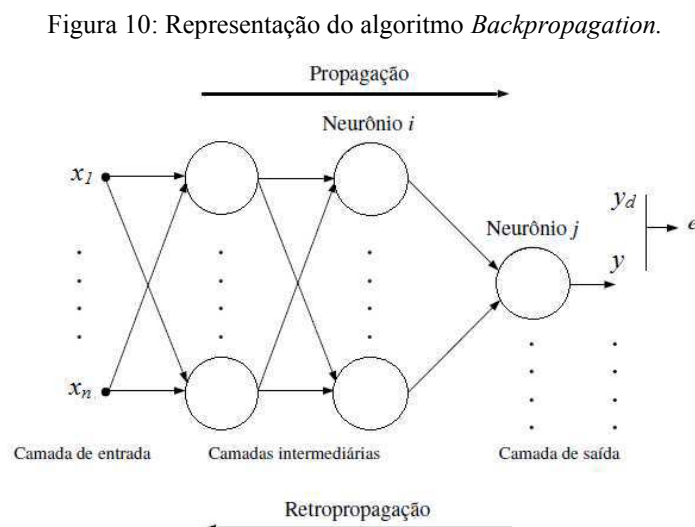 Figura 10: Representação do algoritmo Backpropagation.
Propagação
Neurônio i
x1
yd
e
Neurônio j
y
xn
Camada de entrada
Camadas intermediárias
Camada de saída
Retropropagação